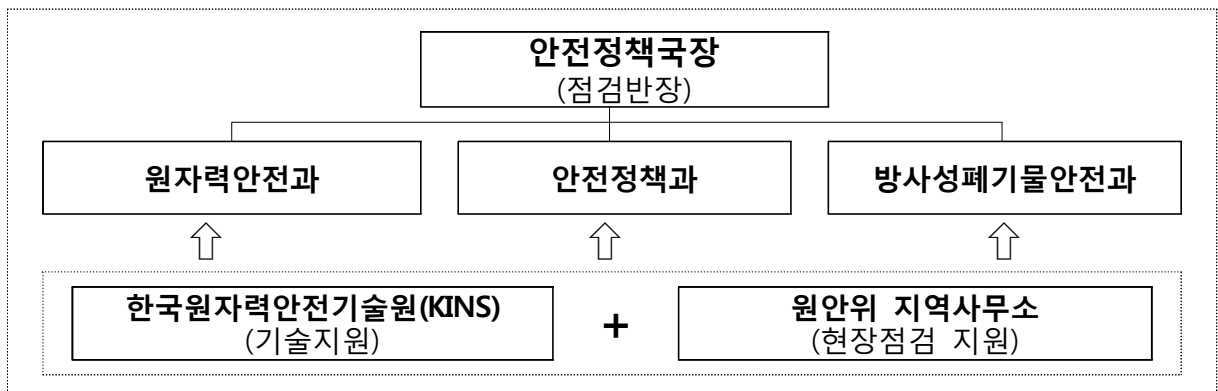 안전정책국장
(점검반장)
원자력안전과
안전정책과
방사성폐기물안전과
한국원자력안전기술원(KINS)
(기술지원)
+
원안위 지역사무소
(현장점검 지원)